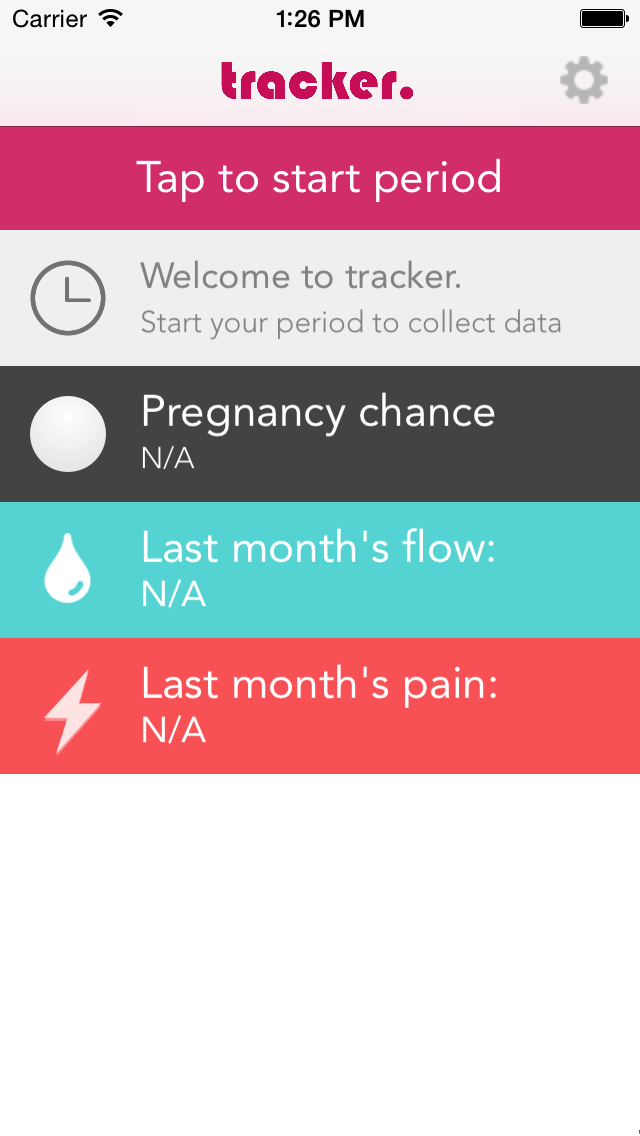 Carrier 1:26 PM
tracker.
Tap to start period
Welcome to tracker.
Start your period to collect data
Pregnancy chance
N/A
Last month's flow:
N/A
Last month's pain:
N/A